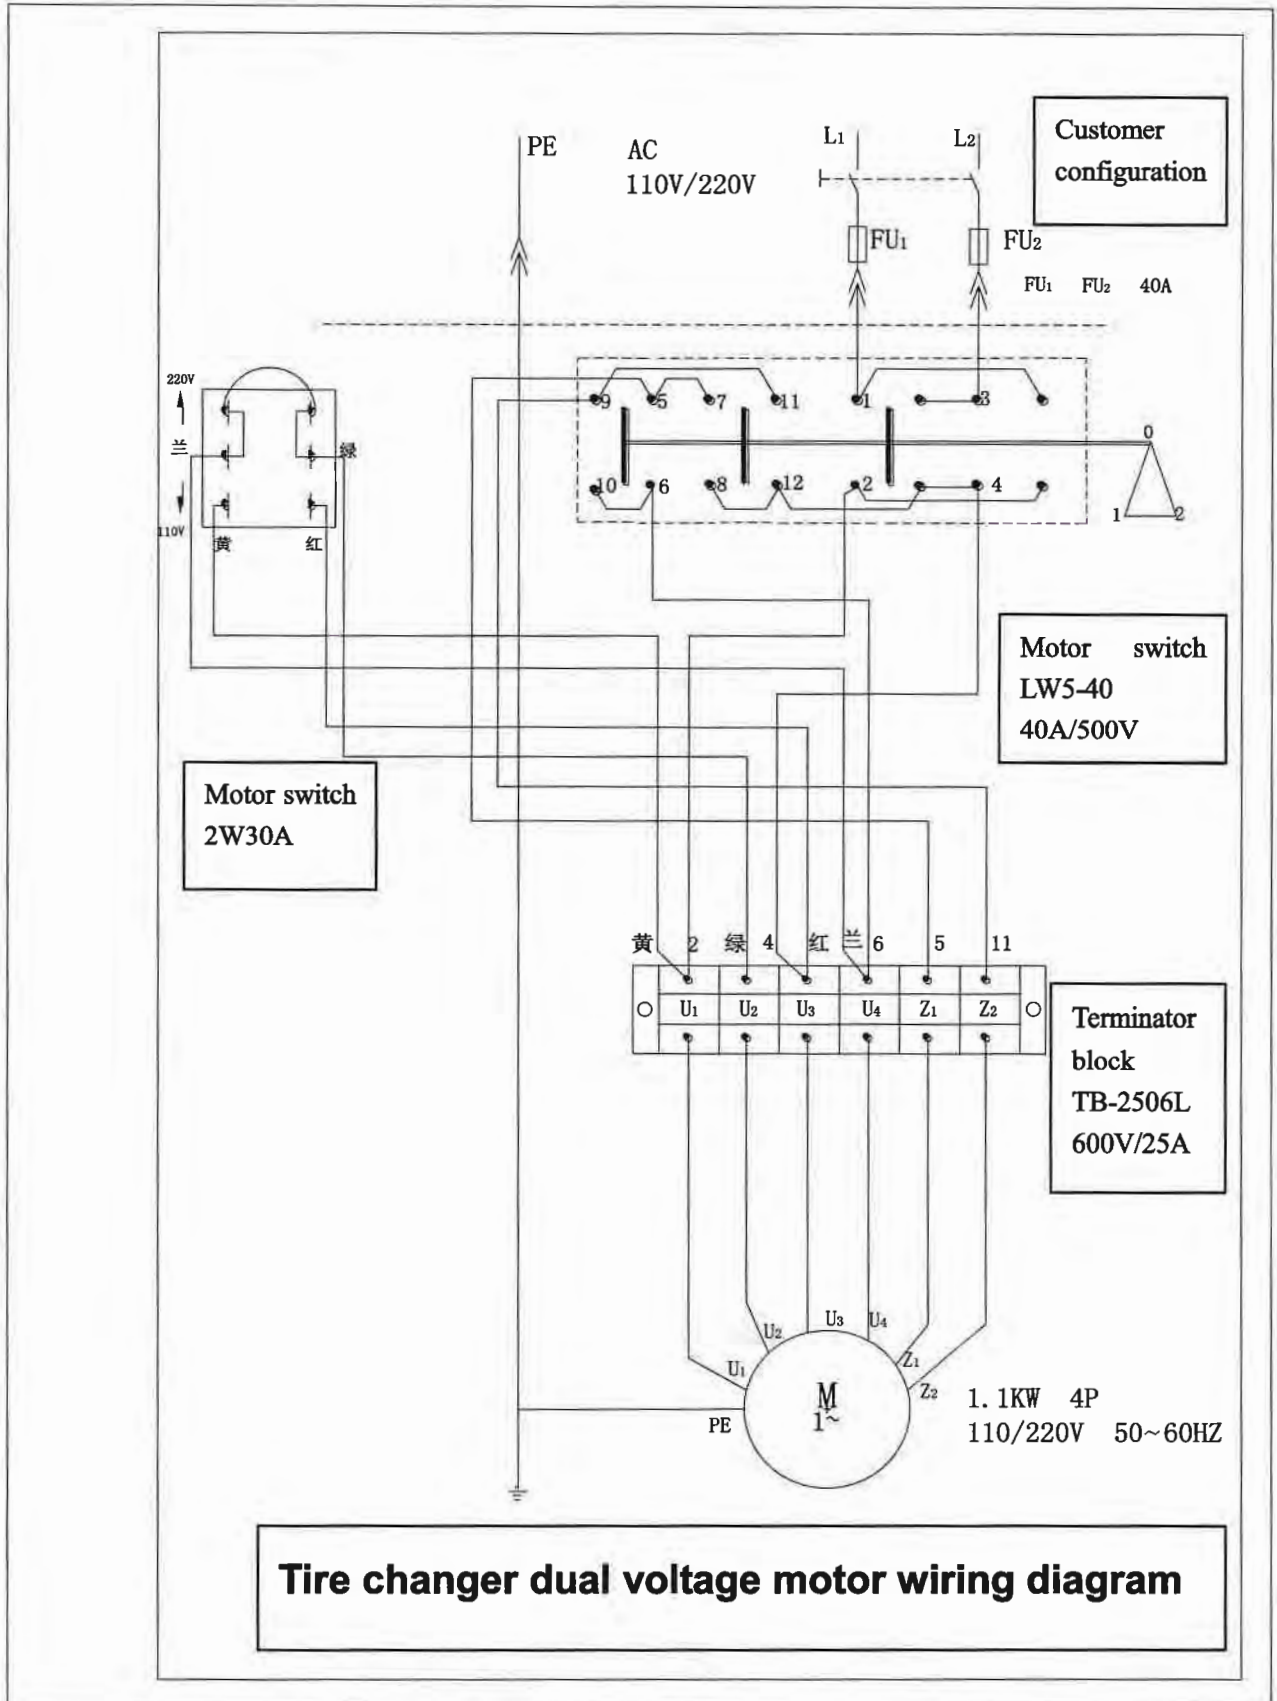 PE
AC
110V/220V
L1
L2
Customer
configuration
FU1
FU2
FU1 FU2 40A
220V
兰
绿
110V
黄
红
9
5
7
11
1
3
10
6
8
12
2
4
0
1
2
Motor switch
LW5-40
40A/500V
Motor switch
2W30A
黄 2 绿 4 红 兰 6 5 11
U1 U2 U3 U4 Z1 Z2
Terminator
block
TB-2506L
600V/25A
U1
U2
U3
U4
Z1
Z2
PE
M
1~
1.1KW 4P
110/220V 50~60HZ
Tire changer dual voltage motor wiring diagram